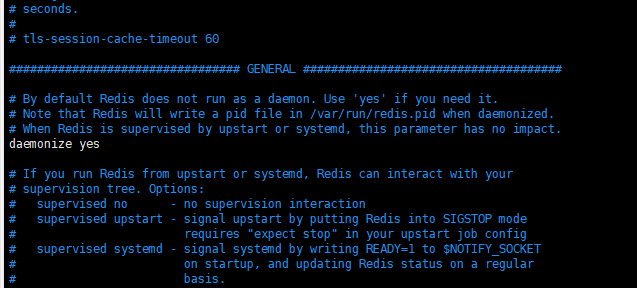 # seconds.
#
# tls-session-cache-timeout 60
################################# GENERAL #####################################
# By default Redis does not run as a daemon. Use 'yes' if you need it.
# Note that Redis will write a pid file in /var/run/redis.pid when daemonized.
# When Redis is supervised by upstart or systemd, this parameter has no impact.
daemonize yes
# If you run Redis from upstart or systemd, Redis can interact with your
# supervision tree. Options:
#   supervised no      - no supervision interaction
#   supervised upstart - signal upstart by putting Redis into SIGSTOP mode
#                        requires "expect stop" in your upstart job config
#   supervised systemd - signal systemd by writing READY=1 to $NOTIFY_SOCKET
#                        on startup, and updating Redis status on a regular
#                        basis.